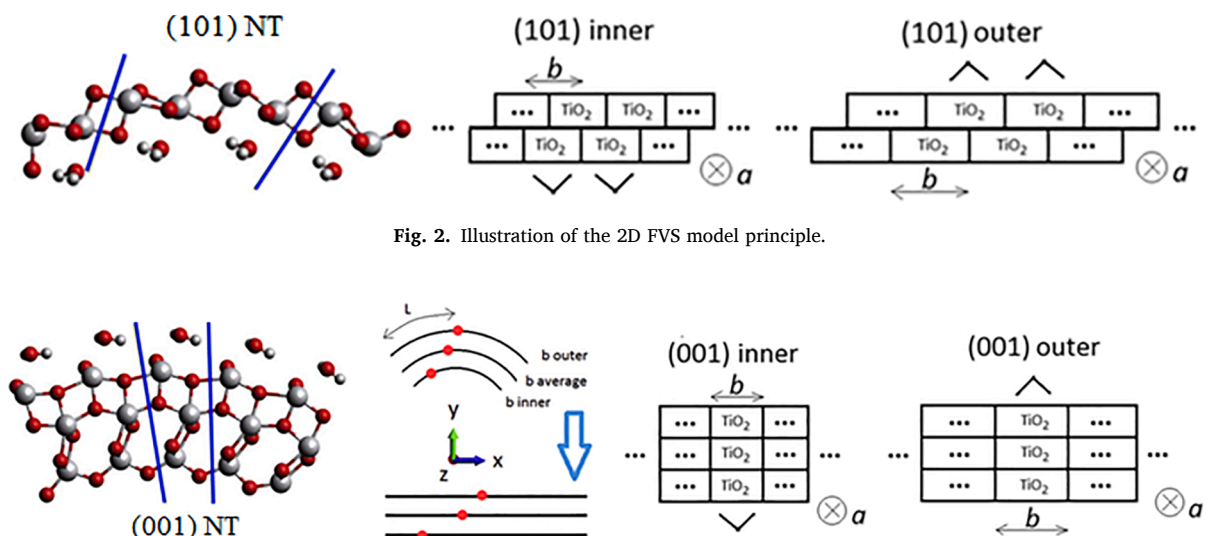 (101) NT
(101) inner
(101) outer
b
... TiO2 TiO2 ...
... TiO2 TiO2 ...
... ... TiO2 TiO2 ... ... ... ... TiO2 TiO2 ... ...
a
b
a
Fig. 2. Illustration of the 2D FVS model principle.
L
b outer
b average
b inner
y
x
z
(001) NT
(001) inner
b
... TiO2 ...
... ... TiO2 ... ...
... TiO2 ...
a
(001) outer
... TiO2 ...
... ... TiO2 ... ...
... TiO2 ...
b
a